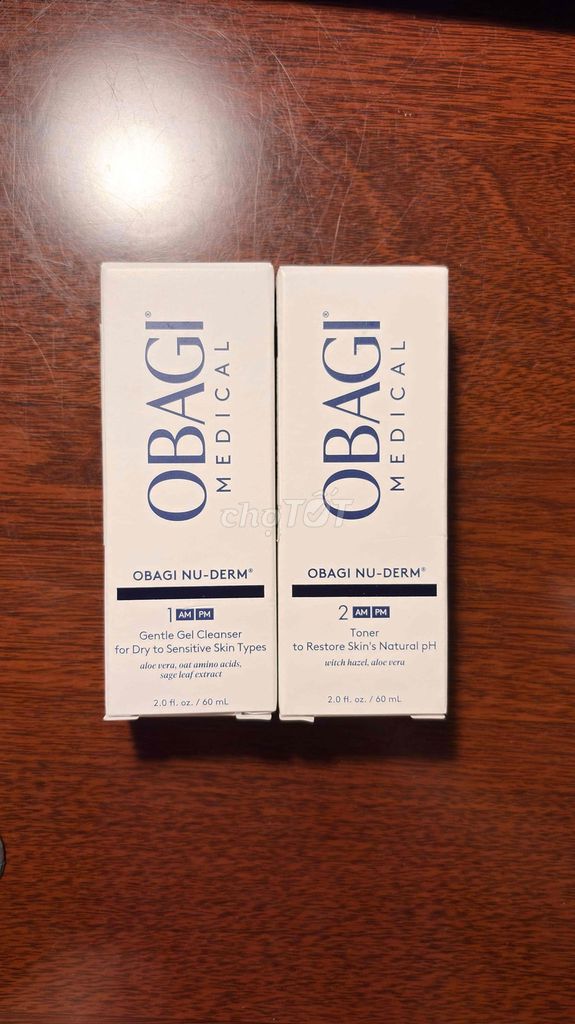 OBAGI®
MEDICAL
OBAGI NU-DERM®
1 AM PM
Gentle Gel Cleanser
for Dry to Sensitive Skin Types
aloe vera, oat amino acids,
sage leaf extract
2.0 fl. oz. / 60 mL
OBAGI®
MEDICAL
OBAGI NU-DERM®
2 AM PM
Toner
to Restore Skin's Natural pH
witch hazel, aloe vera
2.0 fl. oz. / 60 mL
chợTỐT